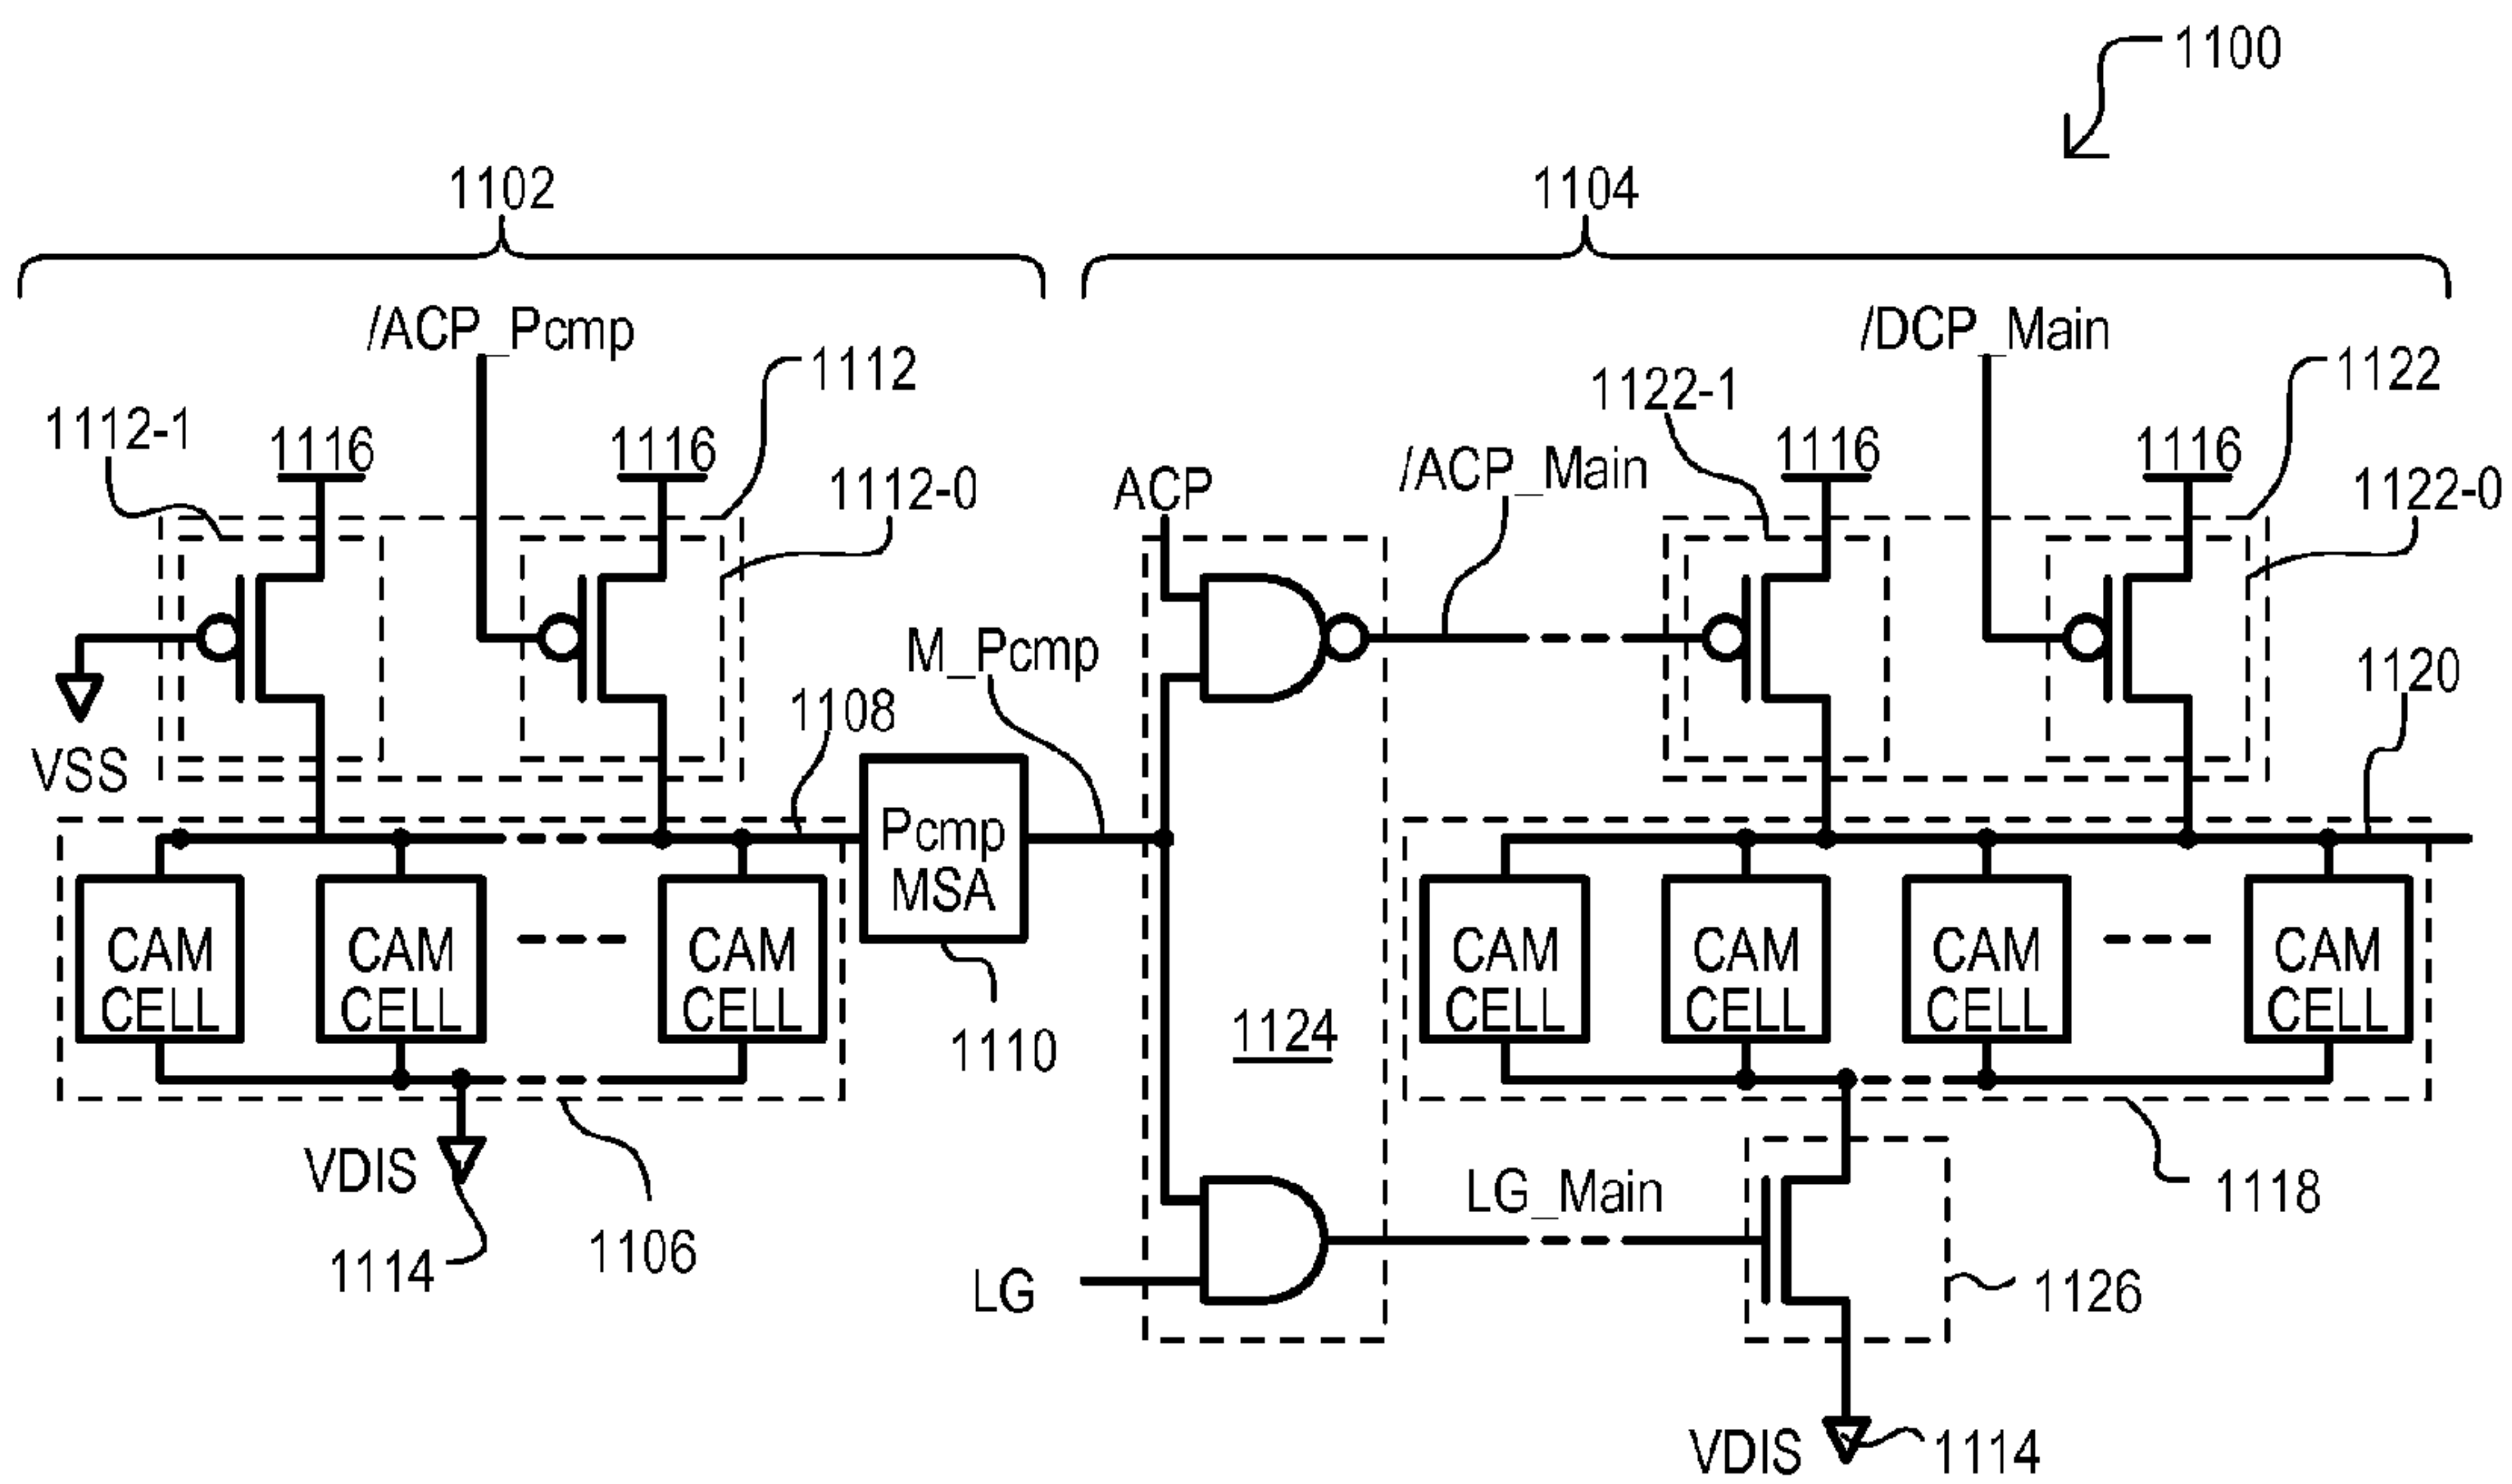 1100
1102
1104
/ACP_Pcmp
/DCP_Main
1112
1122
1122-1
1112-1
1116
1116
1116
1116
/ACP_Main
1112-0
ACP
1122-0
M_Pcmp
1120
1108
VSS
Pcmp
MSA
CAM
CELL
CAM
CELL
CAM
CELL
CAM
CELL
CAM
CELL
CAM
CELL
CAM
CELL
1124
1110
VDIS
LG_Main
1118
1106
1114
LG
1126
VDIS
1114